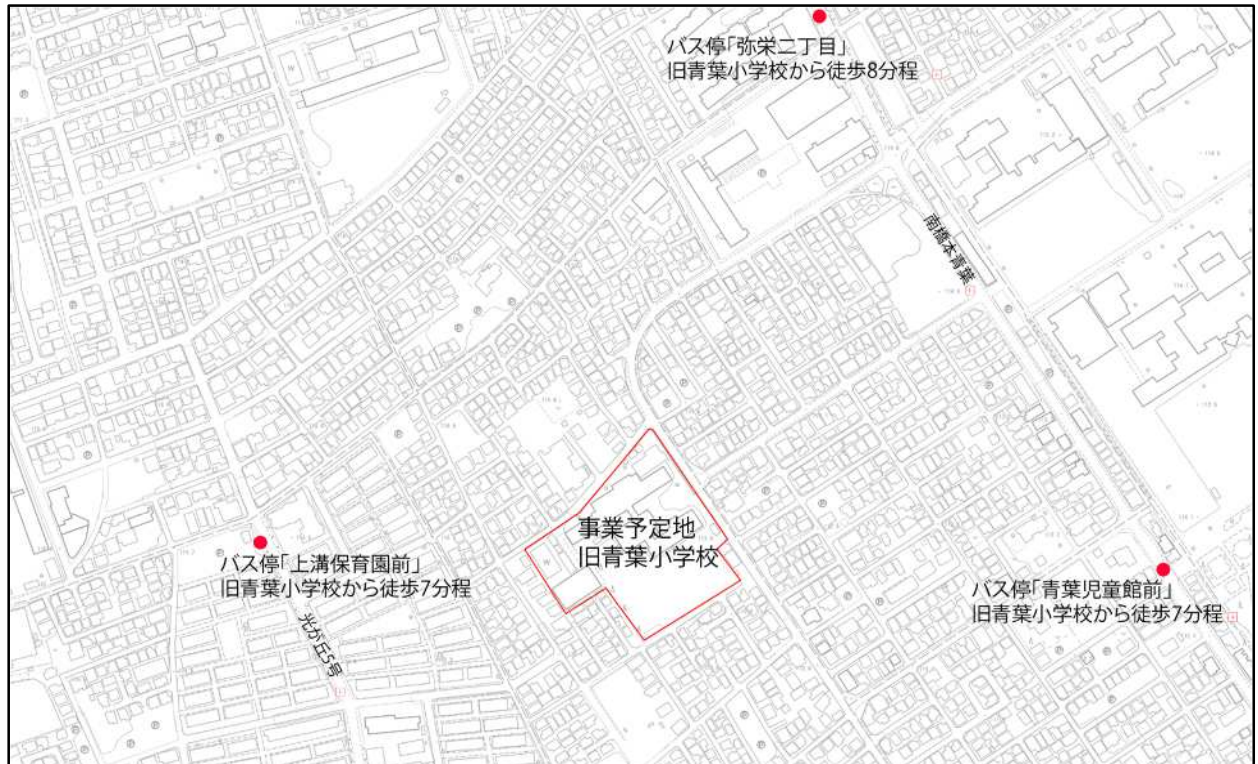 バス停「弥栄二丁目」
旧青葉小学校から徒歩8分程
南橋本青葉
事業予定地
旧青葉小学校
バス停「上溝保育園前」
旧青葉小学校から徒歩7分程
バス停「青葉児童館前」
旧青葉小学校から徒歩7分程
光が丘5号